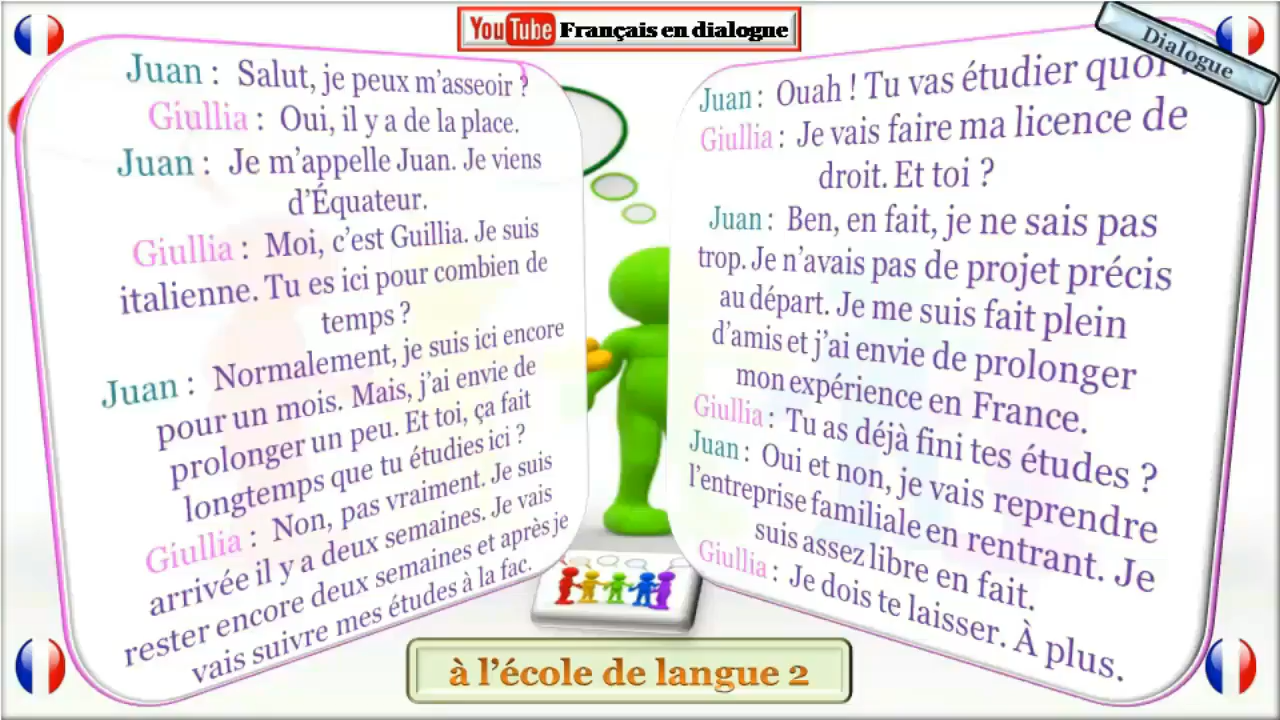 YouTube Français en dialogue
Dialogue
Juan : Salut, je peux m'asseoir ?
Giullia : Oui, il y a de la place.
Juan : Je m'appelle Juan. Je viens
d'Équateur.
Giullia : Moi, c'est Guillia. Je suis
italienne. Tu es ici pour combien de
temps ?
Juan : Normalement, je suis ici encore
pour un mois. Mais, j'ai envie de
prolonger un peu. Et toi, ça fait
longtemps que tu étudies ici ?
Giullia : Non, pas vraiment. Je suis
arrivée il y a deux semaines. Je vais
rester encore deux semaines et après je
vais suivre mes études à la fac.
Juan : Ouah ! Tu vas étudier quoi
Giullia : Je vais faire ma licence de
droit. Et toi ?
Juan : Ben, en fait, je ne sais pas
trop. Je n'avais pas de projet précis
au départ. Je me suis fait plein
d'amis et j'ai envie de prolonger
mon expérience en France.
Giullia : Tu as déjà fini tes études ?
Juan : Oui et non, je vais reprendre
l'entreprise familiale en rentrant. Je
suis assez libre en fait.
Giullia : Je dois te laisser. À plus.
à l'école de langue 2